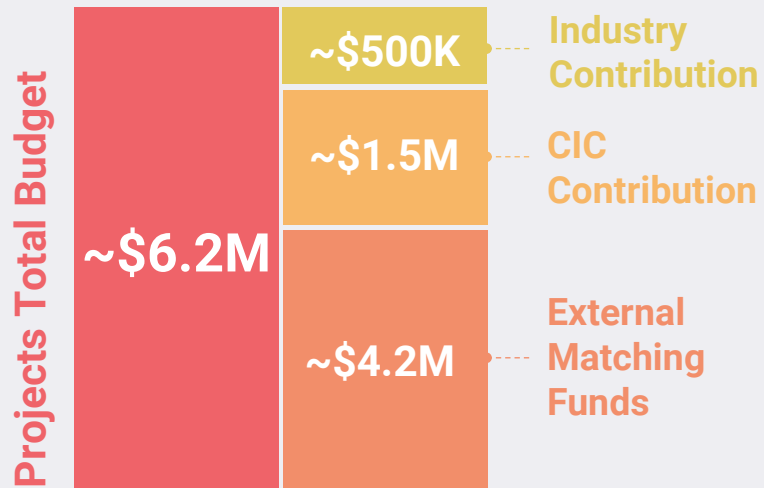 Projects Total Budget
~$6.2M
~$500K
Industry
Contribution
~$1.5M
CIC
Contribution
~$4.2M
External
Matching
Funds